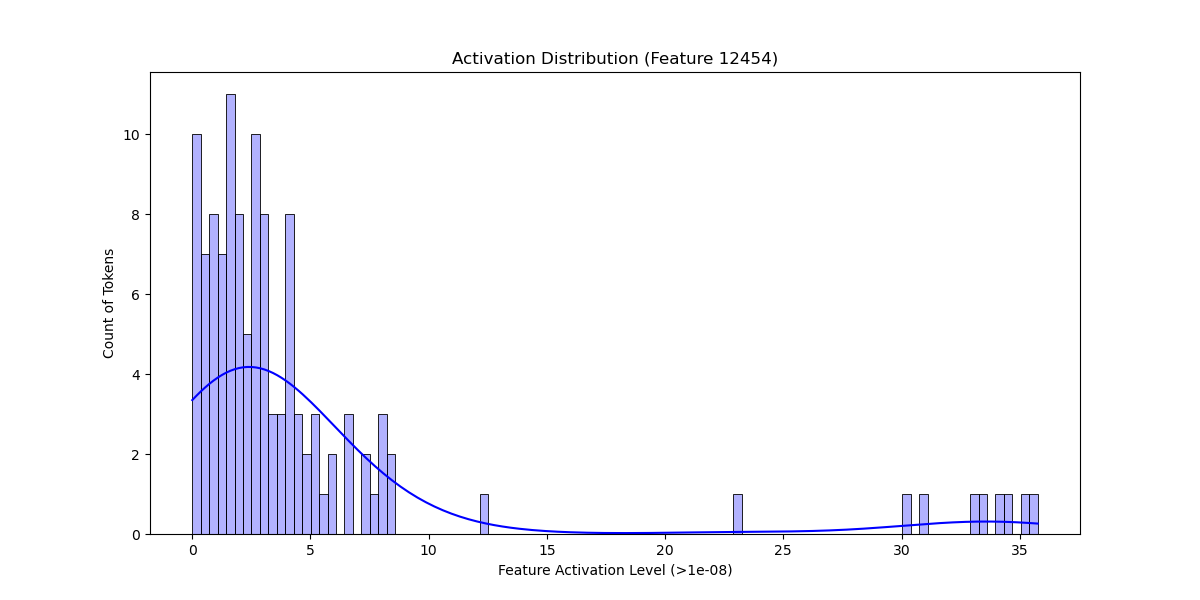 Activation Distribution (Feature 12454)
Count of Tokens
10
8
6
4
2
0
0 5 10 15 20 25 30 35
Feature Activation Level (>1e-08)